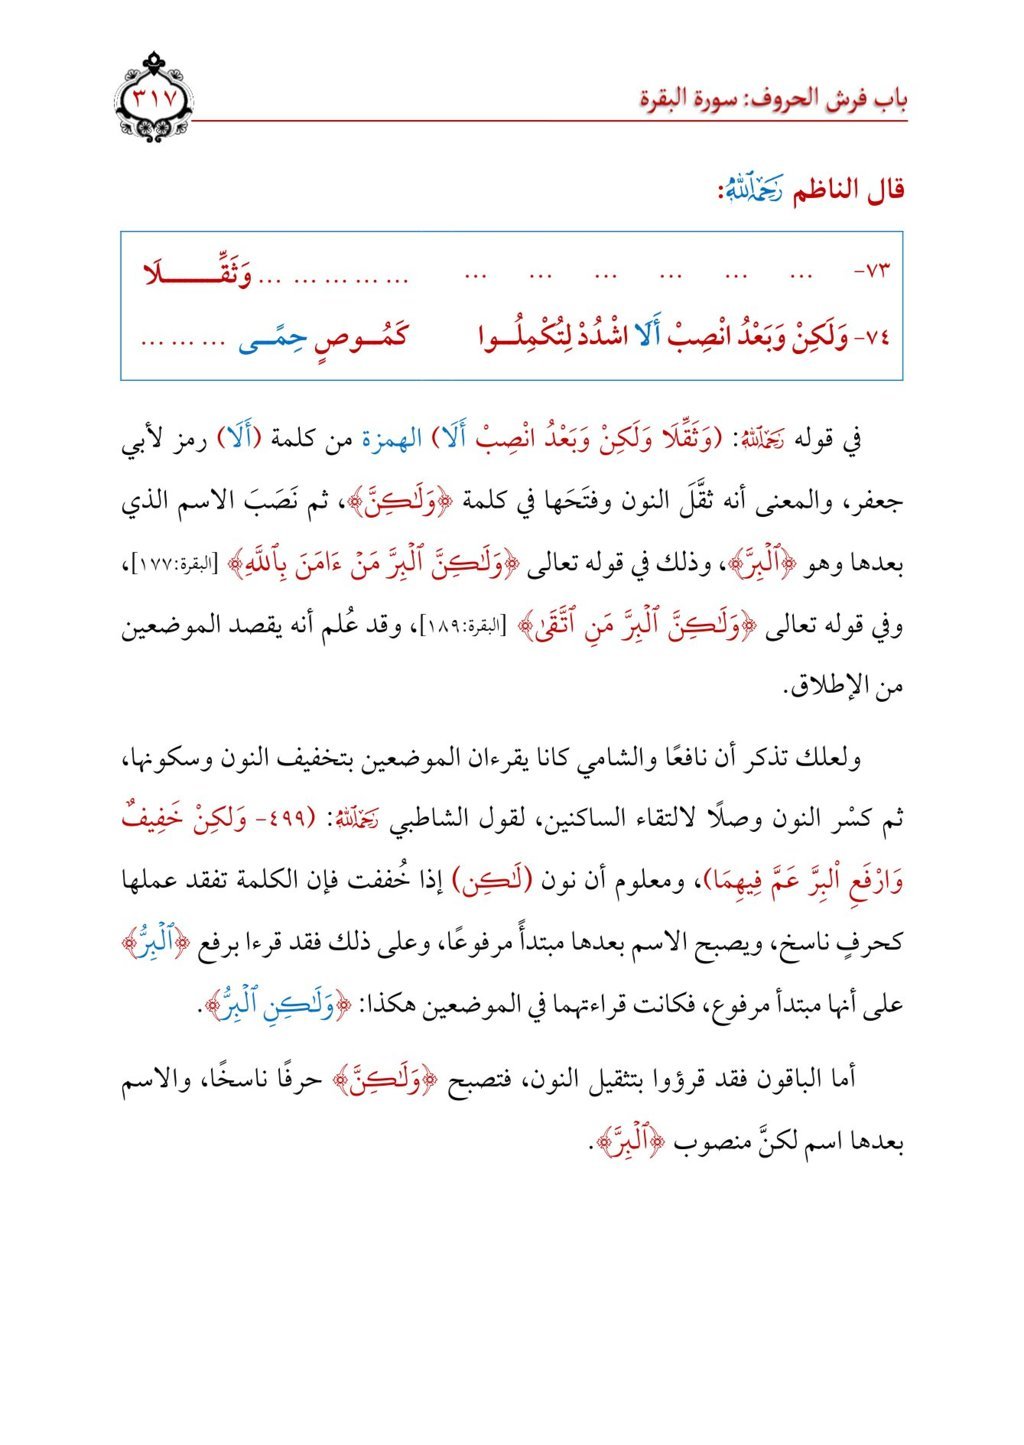 باب فرش الحروف: سورة البقرة
٣١٧
قال الناظم رَحِمَهُ ٱللَّهُ:
٧٣- ... ... ... ... ... ... ... ... ... ... ... وَثَقِّـــــــلَا
٧٤- وَلَكِنْ وَبَعْدُ انْصِبْ أَلَا اشْدُدْ لِتُكْمِلُــوا كَمُــوصٍ حِمًــى ... ... ...
في قوله رَحِمَهُ ٱللَّهُ: (وَثَقِّلَا وَلَكِنْ وَبَعْدُ انْصِبْ أَلَا) الهمزة من كلمة (أَلَا) رمز لأبي
جعفر، والمعنى أنه ثقَّلَ النون وفتَحَها في كلمة ﴿وَلَٰكِنَّ﴾، ثم نَصَبَ الاسم الذي
بعدها وهو ﴿ٱلۡبِرَّ﴾، وذلك في قوله تعالى ﴿وَلَٰكِنَّ ٱلۡبِرَّ مَنۡ ءَامَنَ بِٱللَّهِ﴾ [البقرة:١٧٧]،
وفي قوله تعالى ﴿وَلَٰكِنَّ ٱلۡبِرَّ مَنِ ٱتَّقَىٰ﴾ [البقرة:١٨٩]، وقد عُلم أنه يقصد الموضعين
من الإطلاق.
ولعلك تذكر أن نافعًا والشامي كانا يقرءان الموضعين بتخفيف النون وسكونها،
ثم كسْر النون وصلًا لالتقاء الساكنين، لقول الشاطبي رَحِمَهُ ٱللَّهُ: (٤٩٩- وَلكِنْ خَفِيفٌ
وَارْفَعِ اْلبِرَّ عَمَّ فِيهِمَا)، ومعلوم أن نون (لَٰكِن) إذا خُففت فإن الكلمة تفقد عملها
كحرفٍ ناسخ، ويصبح الاسم بعدها مبتدأً مرفوعًا، وعلى ذلك فقد قرءا برفع ﴿ٱلۡبِرُّ﴾
على أنها مبتدأ مرفوع، فكانت قراءتهما في الموضعين هكذا: ﴿وَلَٰكِنِ ٱلۡبِرُّ﴾.
أما الباقون فقد قرؤوا بتثقيل النون، فتصبح ﴿وَلَٰكِنَّ﴾ حرفًا ناسخًا، والاسم
بعدها اسم لكنَّ منصوب ﴿ٱلۡبِرَّ﴾.